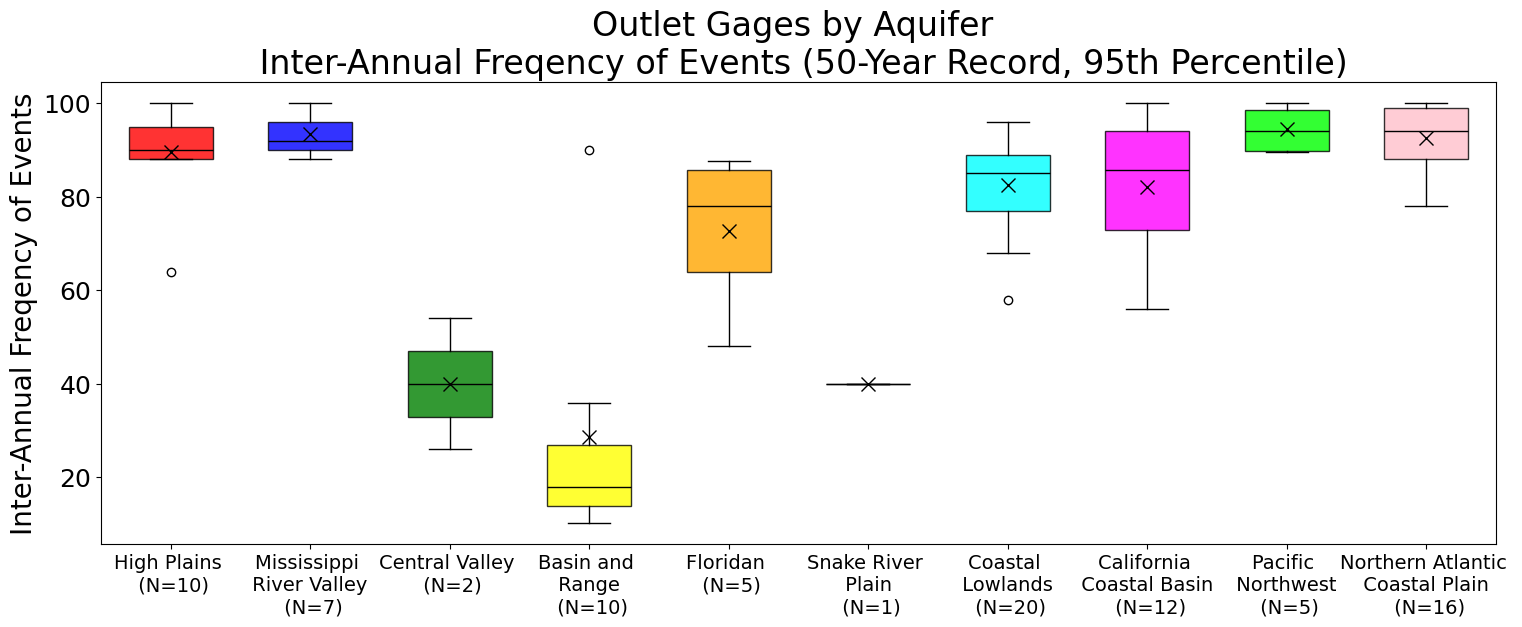 Outlet Gages by Aquifer
Inter-Annual Freqency of Events (50-Year Record, 95th Percentile)
Inter-Annual Freqency of Events
100
80
60
40
20
High Plains
(N=10)
Mississippi
River Valley
(N=7)
Central Valley
(N=2)
Basin and
Range
(N=10)
Floridan
(N=5)
Snake River
Plain
(N=1)
Coastal
Lowlands
(N=20)
California
Coastal Basin
(N=12)
Pacific
Northwest
(N=5)
Northern Atlantic
Coastal Plain
(N=16)